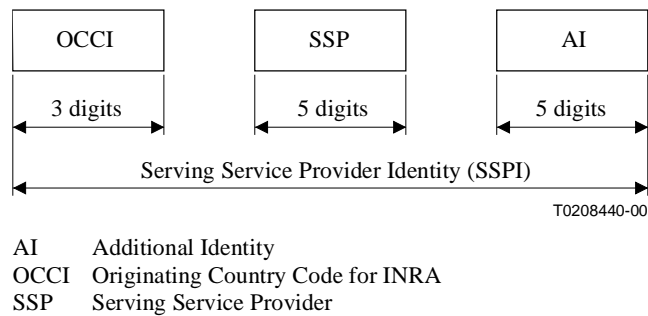 OCCI SSP AI
3 digits 5 digits 5 digits
Serving Service Provider Identity (SSPI)
T0208440-00
AI Additional Identity
OCCI Originating Country Code for INRA
SSP Serving Service Provider